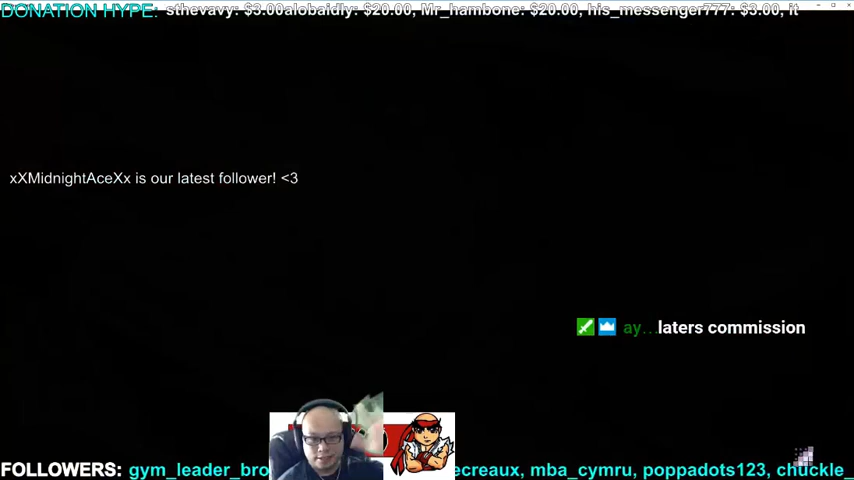 DONATION HYPE: sthevavy: $3.00alobaidly: $20.00, Mr_hambone: $20.00, his_messenger777: $3.00, it
xXMidnightAceXx is our latest follower! <3
ay…laters commission
FOLLOWERS: gym_leader_bro ecreaux, mba_cymru, poppadots123, chuckle_